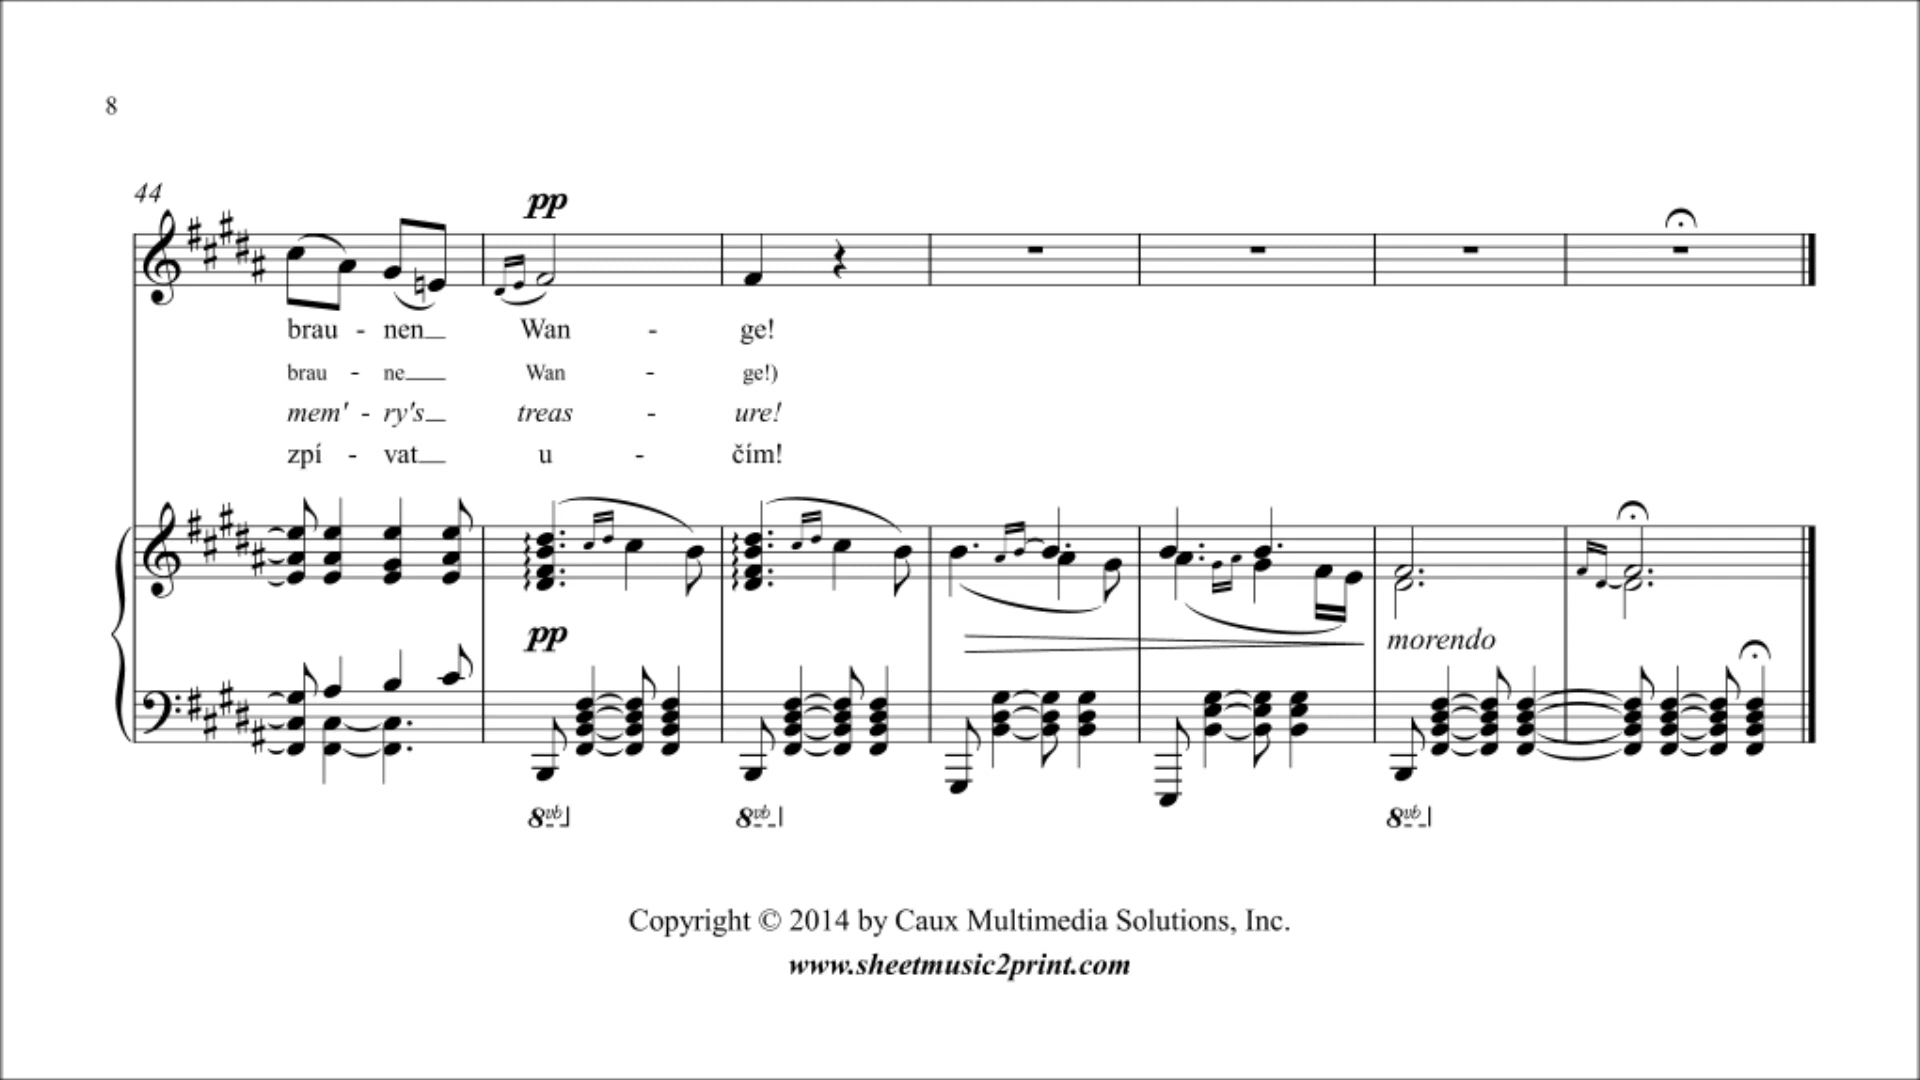 8
44
pp
brau - nen
Wan - ge!
brau - ne
Wan - ge!)
mem' - ry's
treas - ure!
zpí - vat
u - čím!
pp
morendo
8vb
8vb
8vb
Copyright © 2014 by Caux Multimedia Solutions, Inc.
www.sheetmusic2print.com